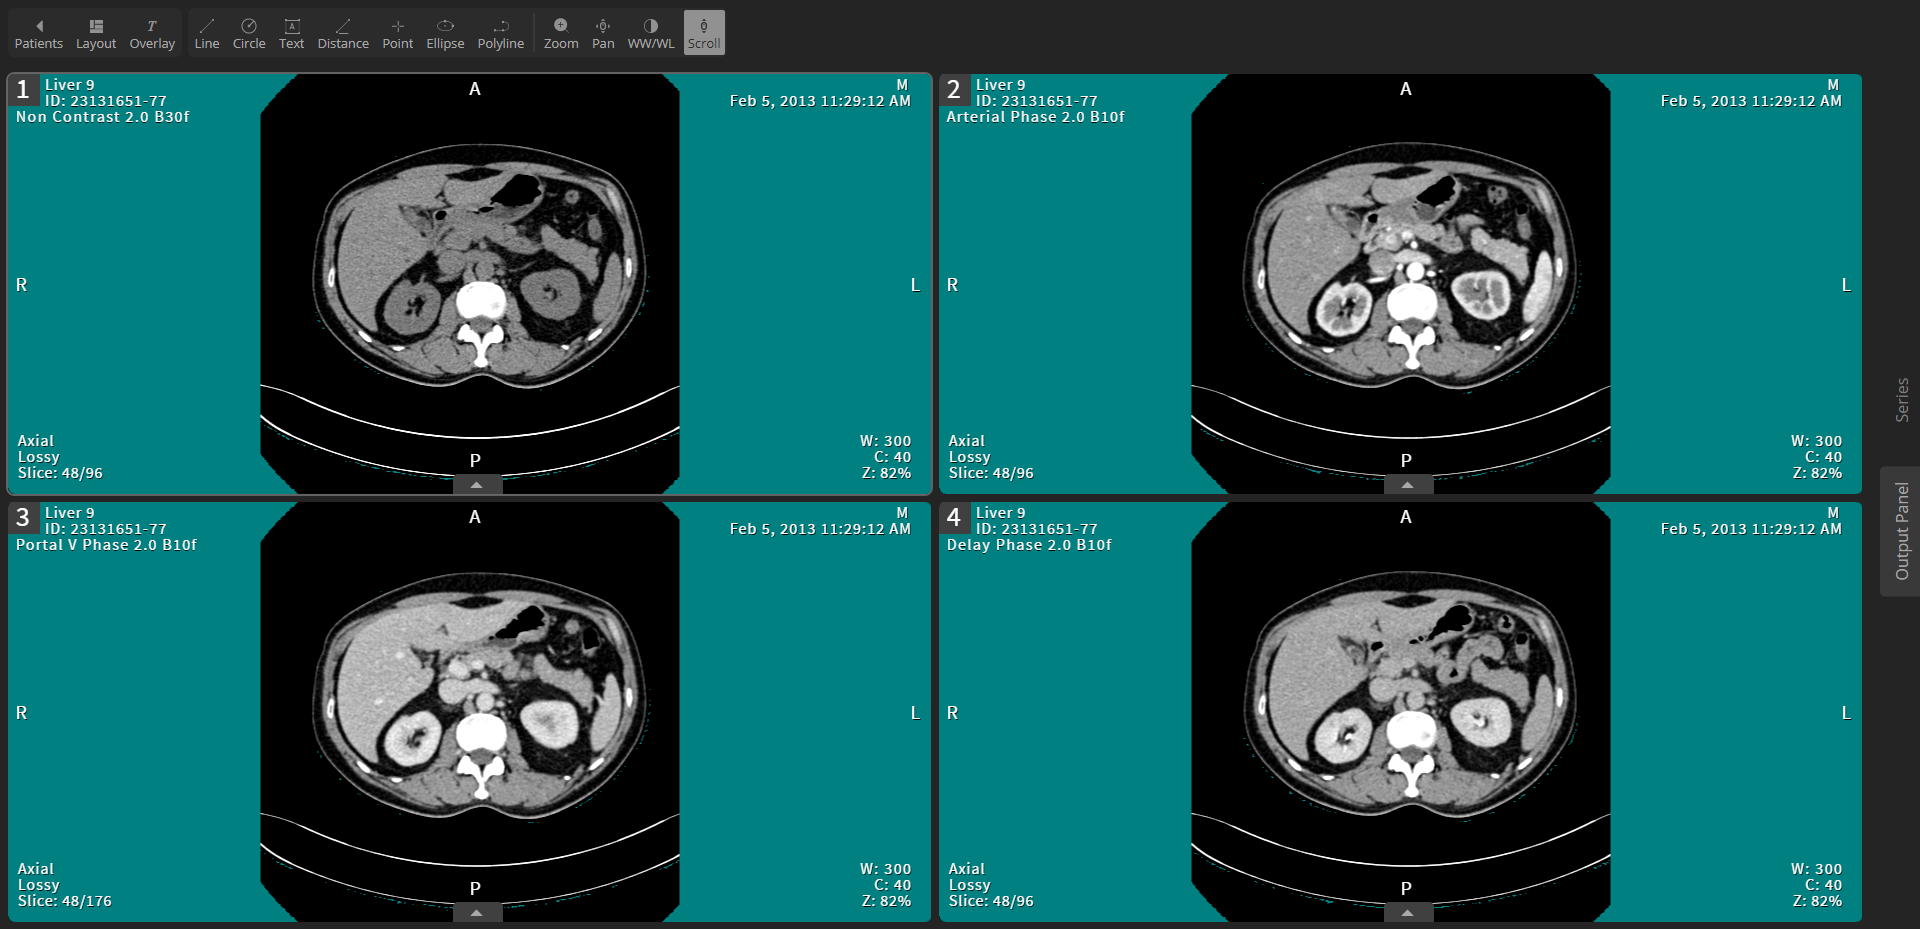 Patients
Layout
Overlay
Line
Circle
Text
Distance
Point
Ellipse
Polyline
Zoom
Pan
WW/WL
Scroll
1
Liver 9
ID: 23131651-77
Non Contrast 2.0 B30f
A
M
Feb 5, 2013 11:29:12 AM
R
L
Axial
Lossy
Slice: 48/96
P
W: 300
C: 40
Z: 82%
2
Liver 9
ID: 23131651-77
Arterial Phase 2.0 B10f
A
M
Feb 5, 2013 11:29:12 AM
R
L
Axial
Lossy
Slice: 48/96
P
W: 300
C: 40
Z: 82%
3
Liver 9
ID: 23131651-77
Portal V Phase 2.0 B10f
A
M
Feb 5, 2013 11:29:12 AM
R
L
Axial
Lossy
Slice: 48/176
P
W: 300
C: 40
Z: 82%
4
Liver 9
ID: 23131651-77
Delay Phase 2.0 B10f
A
M
Feb 5, 2013 11:29:12 AM
R
L
Axial
Lossy
Slice: 48/96
P
W: 300
C: 40
Z: 82%
Series
Output Panel